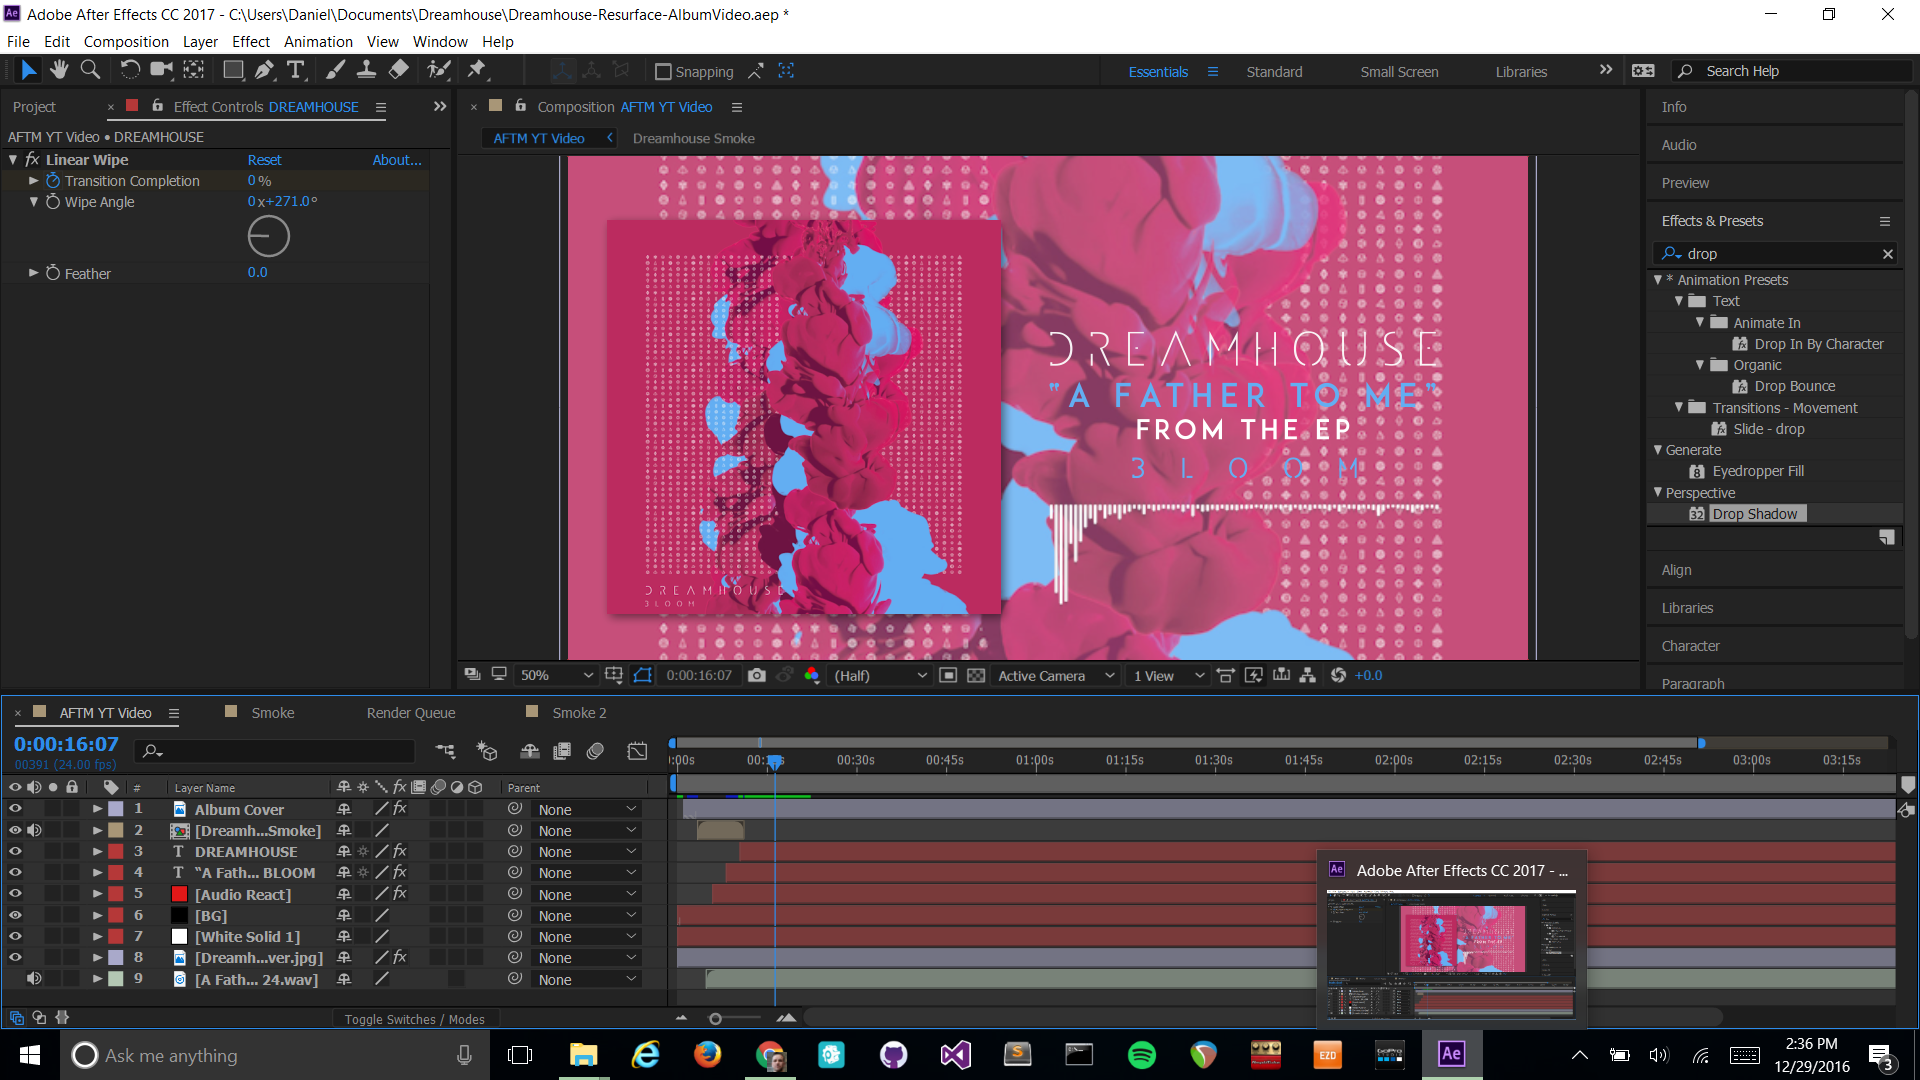 Adobe After Effects CC 2017 - C:\Users\Daniel\Documents\Dreamhouse\Dreamhouse-Resurface-AlbumVideo.aep *
File Edit Composition Layer Effect Animation View Window Help
Snapping
Essentials Standard Small Screen Libraries Search Help
Project Effect Controls DREAMHOUSE
AFTM YT Video • DREAMHOUSE
fx Linear Wipe Reset About...
Transition Completion 0 %
Wipe Angle 0 x+271.0°
Feather 0.0
Composition AFTM YT Video
AFTM YT Video Dreamhouse Smoke
DREAMHOUSE
"A FATHER TO ME"
FROM THE EP
BLOOM
DREAMHOUSE
BLOOM
50% 0:00:16:07 (Half) Active Camera 1 View +0.0
Info
Audio
Preview
Effects & Presets
drop
* Animation Presets
Text
Animate In
Drop In By Character
Organic
Drop Bounce
Transitions - Movement
Slide - drop
Generate
Eyedropper Fill
Perspective
Drop Shadow
Align
Libraries
Character
Paragraph
AFTM YT Video Smoke Render Queue Smoke 2
0:00:16:07
00391 (24.00 fps)
:00s 00:15s 00:30s 00:45s 01:00s 01:15s 01:30s 01:45s 02:00s 02:15s 02:30s 02:45s 03:00s 03:15s
# Layer Name fx Parent
1 Album Cover fx None
2 [Dreamh...Smoke] None
3 T DREAMHOUSE fx None
4 T "A Fath... BLOOM None
5 [Audio React] fx None
6 [BG] None
7 [White Solid 1] None
8 [Dreamh...ver.jpg] fx None
9 [A Fath... 24.wav] None
Toggle Switches / Modes
Ae Adobe After Effects CC 2017 - ...
Ask me anything
EZD
Ae
2:36 PM
12/29/2016
3